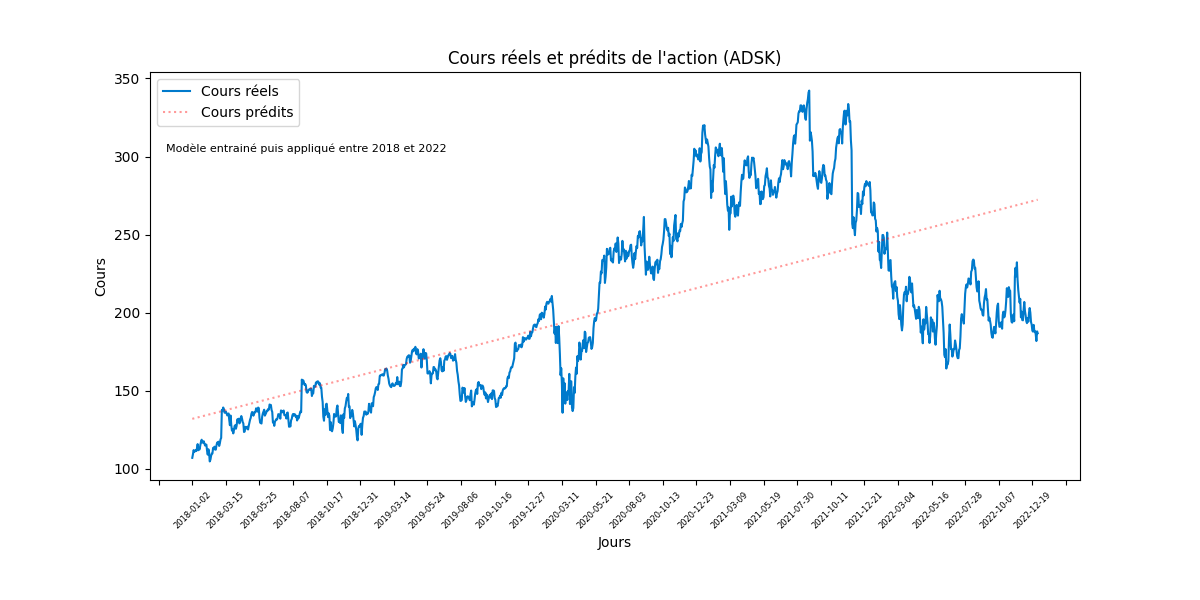 Cours réels et prédits de l'action (ADSK)
Cours réels
Cours prédits
Modèle entrainé puis appliqué entre 2018 et 2022
350
300
250
200
150
100
Cours
2018-01-02 2018-03-15 2018-05-25 2018-08-07 2018-10-17 2018-12-31 2019-03-14 2019-05-24 2019-08-06 2019-10-16 2019-12-27 2020-03-11 2020-05-21 2020-08-03 2020-10-13 2020-12-23 2021-03-09 2021-05-19 2021-07-30 2021-10-11 2021-12-21 2022-03-04 2022-05-16 2022-07-28 2022-10-07 2022-12-19
Jours